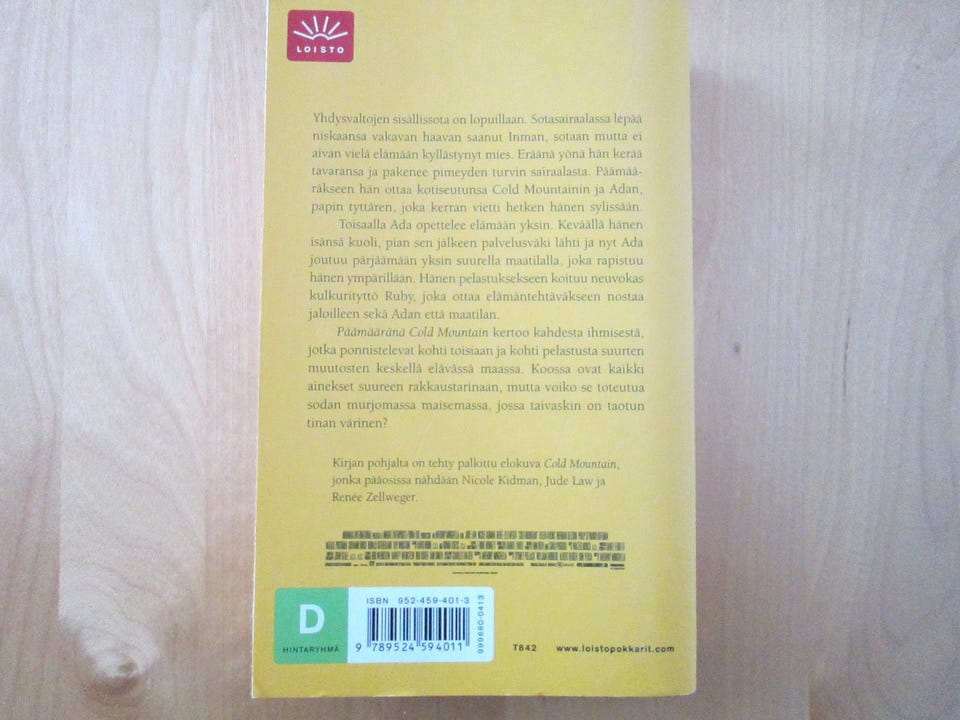 LOISTO
Yhdysvaltojen sisällissota on lopuillaan. Sotasairaalassa lepää
niskaansa vakavan haavan saanut Inman, sotaan mutta ei
aivan vielä elämään kyllästynyt mies. Eräänä yönä hän kerää
tavaransa ja pakenee pimeyden turvin sairaalasta. Päämää-
räkseen hän ottaa kotiseutunsa Cold Mountainin ja Adan,
papin tyttären, joka kerran vietti hetken hänen sylissään.
Toisaalla Ada opettelee elämään yksin. Keväällä hänen
isänsä kuoli, pian sen jälkeen palvelusväki lähti ja nyt Ada
joutuu pärjäämään yksin suurella maatilalla, joka rapistuu
hänen ympärillään. Hänen pelastuksekseen koituu neuvokas
kulkurityttö Ruby, joka ottaa elämäntehtäväkseen nostaa
jaloilleen sekä Adan että maatilan.
Päämääränä Cold Mountain kertoo kahdesta ihmisestä,
jotka ponnistelevat kohti toisiaan ja kohti pelastusta suurten
muutosten keskellä elävässä maassa. Koossa ovat kaikki
ainekset suureen rakkaustarinaan, mutta voiko se toteutua
sodan murjomassa maisemassa, jossa taivaskin on taotun
tinan värinen?
Kirjan pohjalta on tehty palkittu elokuva Cold Mountain,
jonka pääosissa nähdään Nicole Kidman, Jude Law ja
Renée Zellweger.
D
HINTARYHMÄ
ISBN 952-459-401-3
9 789524 594011
999680-0413
T842 www.loistopokkarit.com